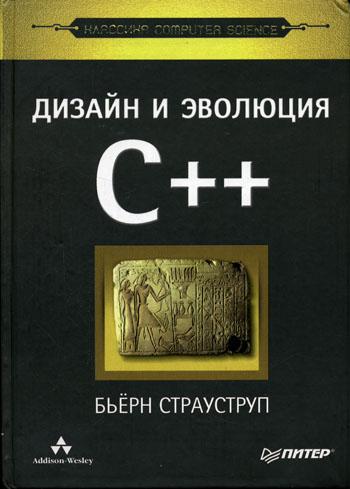 КЛАССИКА COMPUTER SCIENCE
ДИЗАЙН И ЭВОЛЮЦИЯ
C++
БЬЁРН СТРАУСТРУП
Addison-Wesley
ПИТЕР®